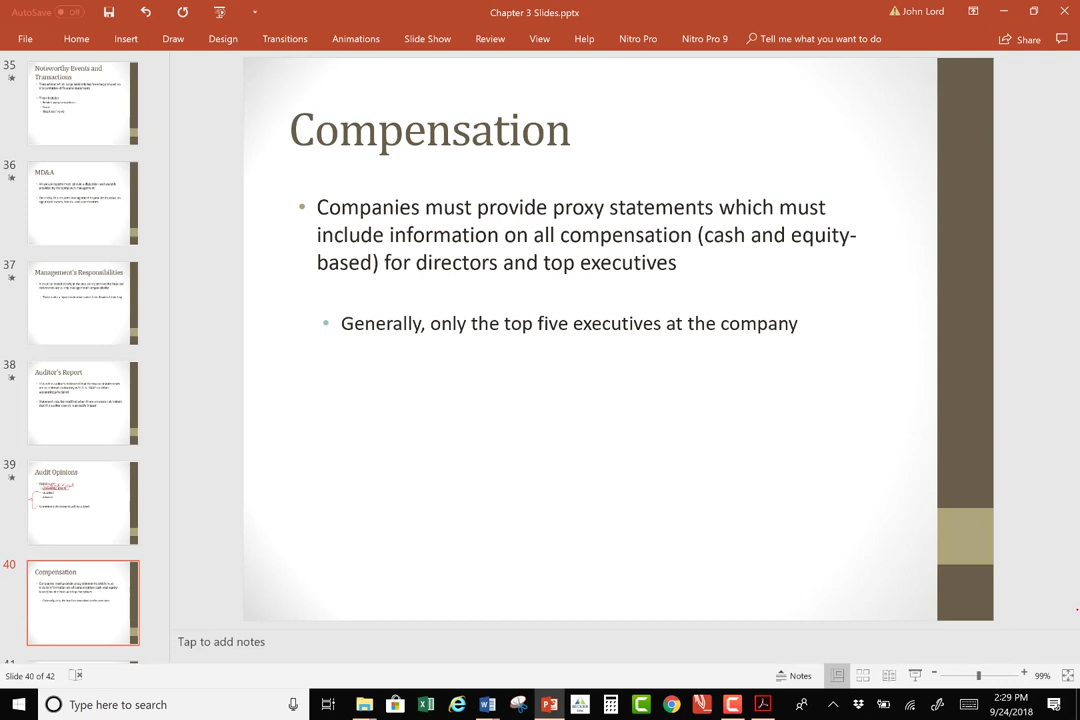 AutoSave Off
Chapter 3 Slides.pptx
John Lord
File Home Insert Draw Design Transitions Animations Slide Show Review View Help Nitro Pro Nitro Pro 9 Tell me what you want to do
Share
35
Noteworthy Events and
Transactions
36
MD&A
37
Management's Responsibilities
38
Auditor's Report
39
Audit Opinions
40
Compensation
Compensation
• Companies must provide proxy statements which must
include information on all compensation (cash and equity-
based) for directors and top executives
• Generally, only the top five executives at the company
Tap to add notes
Slide 40 of 42
Notes
99%
Type here to search
2:29 PM
9/24/2018